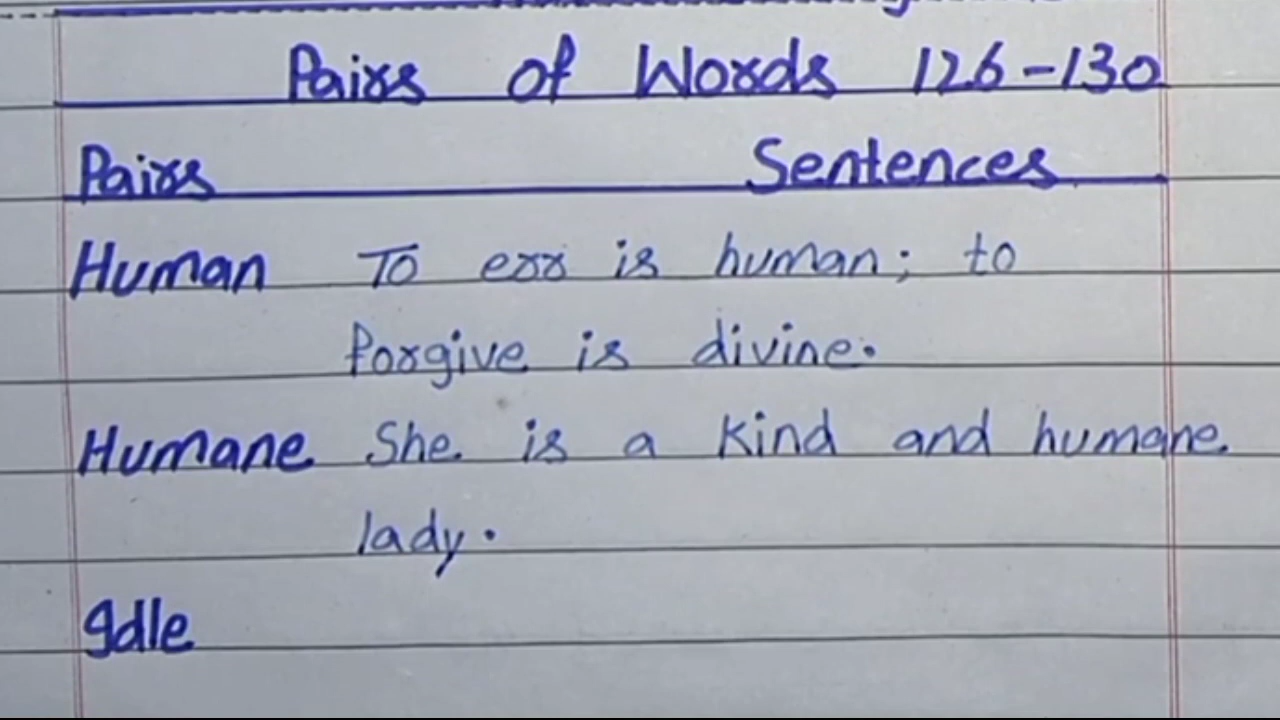 Pairs of Words 126-130
Pairs Sentences
Human To err is human; to
forgive is divine.
Humane She is a kind and humane
lady.
Idle